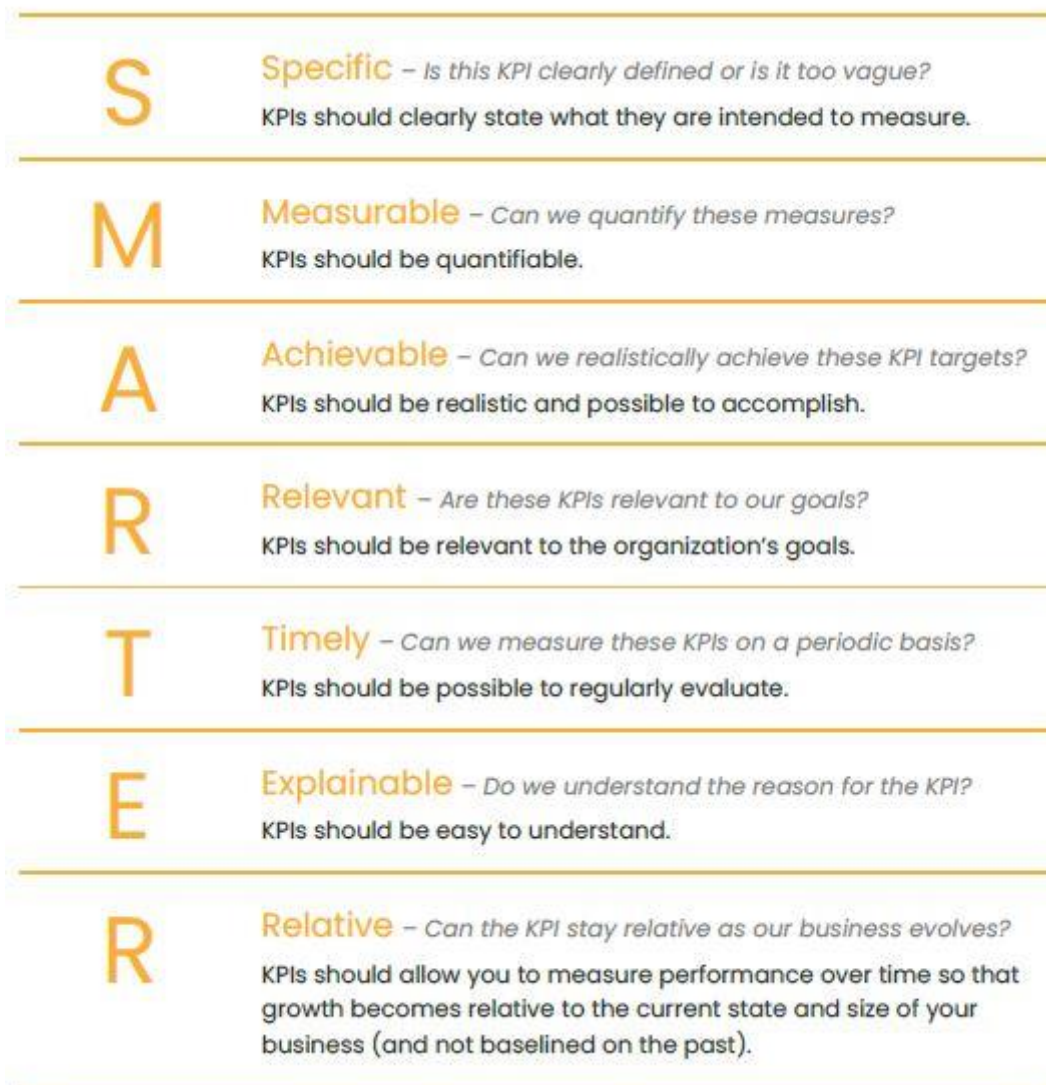 S
Specific – Is this KPI clearly defined or is it too vague?
KPIs should clearly state what they are intended to measure.
M
Measurable – Can we quantify these measures?
KPIs should be quantifiable.
A
Achievable – Can we realistically achieve these KPI targets?
KPIs should be realistic and possible to accomplish.
R
Relevant – Are these KPIs relevant to our goals?
KPIs should be relevant to the organization's goals.
T
Timely – Can we measure these KPIs on a periodic basis?
KPIs should be possible to regularly evaluate.
E
Explainable – Do we understand the reason for the KPI?
KPIs should be easy to understand.
R
Relative – Can the KPI stay relative as our business evolves?
KPIs should allow you to measure performance over time so that
growth becomes relative to the current state and size of your
business (and not baselined on the past).